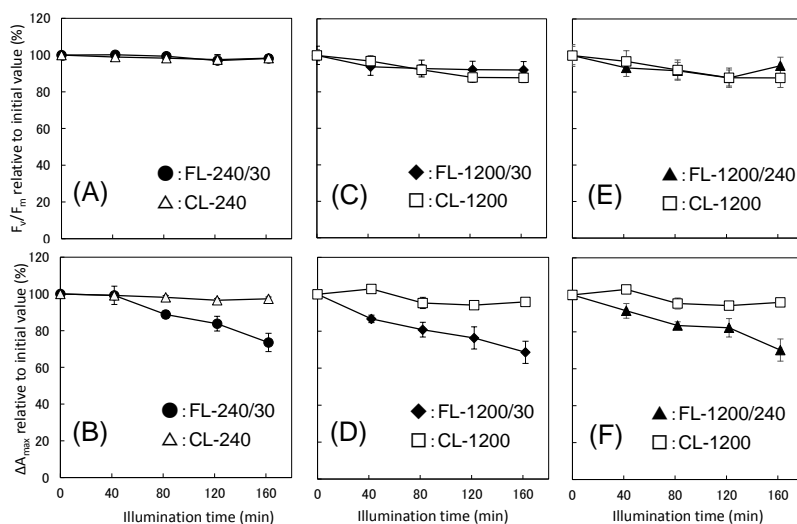 120
100
80
60
40
20
0
Fv/Fm relative to initial value (%)
(A)
●: FL-240/30
△: CL-240
(C)
◆: FL-1200/30
□: CL-1200
(E)
▲: FL-1200/240
□: CL-1200
120
100
80
60
40
20
0
ΔAmax relative to initial value (%)
(B)
●: FL-240/30
△: CL-240
(D)
◆: FL-1200/30
□: CL-1200
(F)
▲: FL-1200/240
□: CL-1200
0 40 80 120 160
0 40 80 120 160
0 40 80 120 160
Illumination time (min)
Illumination time (min)
Illumination time (min)